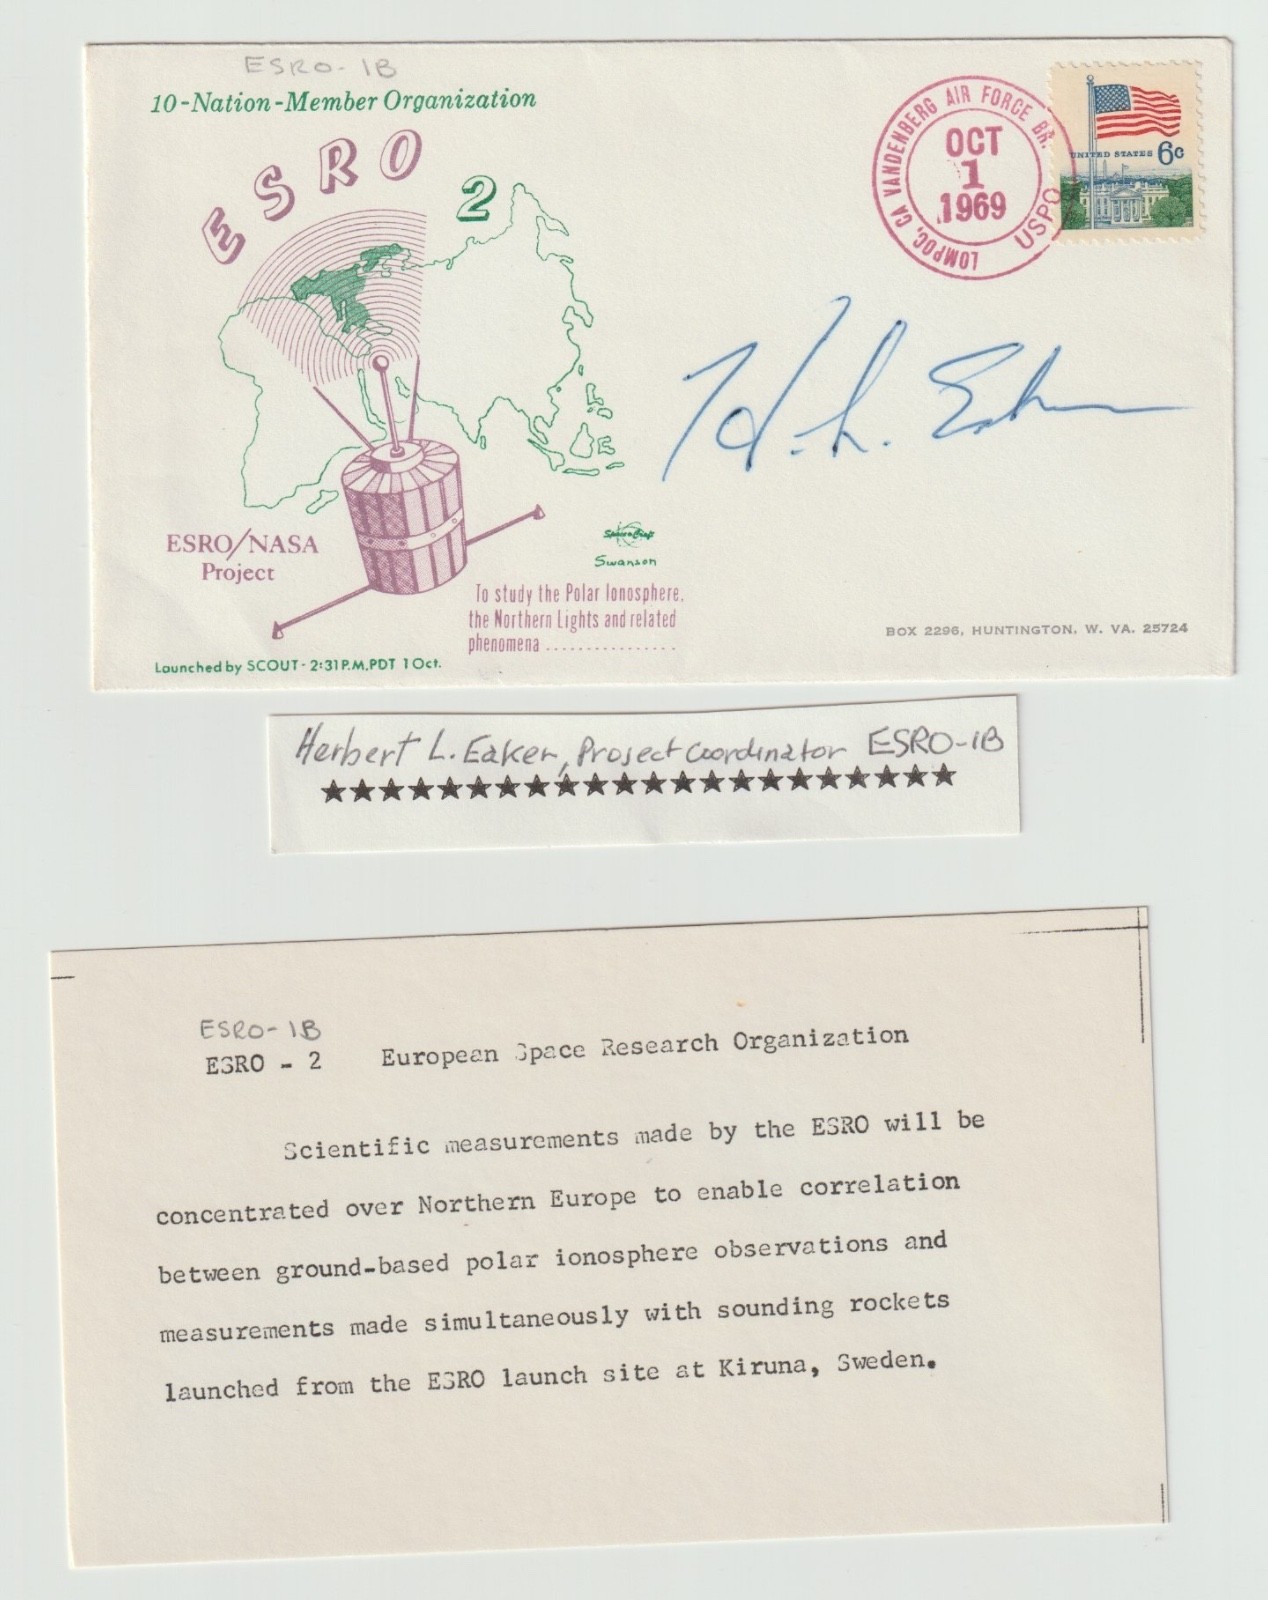 ESRO-1B
10-Nation-Member Organization
ESRO 2
LOMPOC, CA VANDENBERG AIR FORCE BR.
USPO
OCT
1
1969
UNITED STATES 6c
H. L. Eaker
ESRO/NASA
Project
SpaceCraft
Swanson
To study the Polar Ionosphere,
the Northern Lights and related
phenomena ................
Launched by SCOUT - 2:31 P.M. PDT 1 Oct.
BOX 2296, HUNTINGTON, W. VA. 25724
Herbert L. Eaker, Project Coordinator ESRO-1B
★★★★★★★★★★★★★★★★★★★★★★
ESRO-1B
ESRO - 2 European Space Research Organization
Scientific measurements made by the ESRO will be
concentrated over Northern Europe to enable correlation
between ground-based polar ionosphere observations and
measurements made simultaneously with sounding rockets
launched from the ESRO launch site at Kiruna, Sweden.